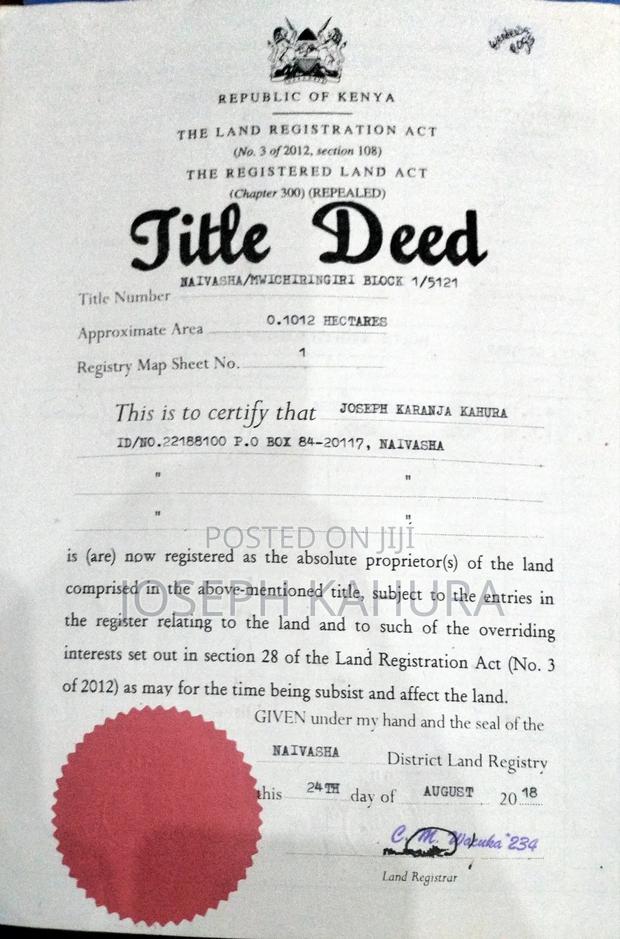 REPUBLIC OF KENYA
THE LAND REGISTRATION ACT
(No. 3 of 2012, section 108)
THE REGISTERED LAND ACT
(Chapter 300) (REPEALED)
Title Deed
Title Number NAIVASHA/MWICHIRINGIRI BLOCK 1/5121
Approximate Area 0.1012 HECTARES
Registry Map Sheet No. 1
This is to certify that JOSEPH KARANJA KAHURA
ID/NO.22188100 P.O BOX 84-20117, NAIVASHA
" "
" "
POSTED ON JIJI
is (are) now registered as the absolute proprietor(s) of the land
comprised in the above-mentioned title, subject to the entries in
JOSEPH KAHURA
the register relating to the land and to such of the overriding
interests set out in section 28 of the Land Registration Act (No. 3
of 2012) as may for the time being subsist and affect the land.
GIVEN under my hand and the seal of the
NAIVASHA District Land Registry
this 24TH day of AUGUST 2018
C. M. Wacuka *234
Land Registrar